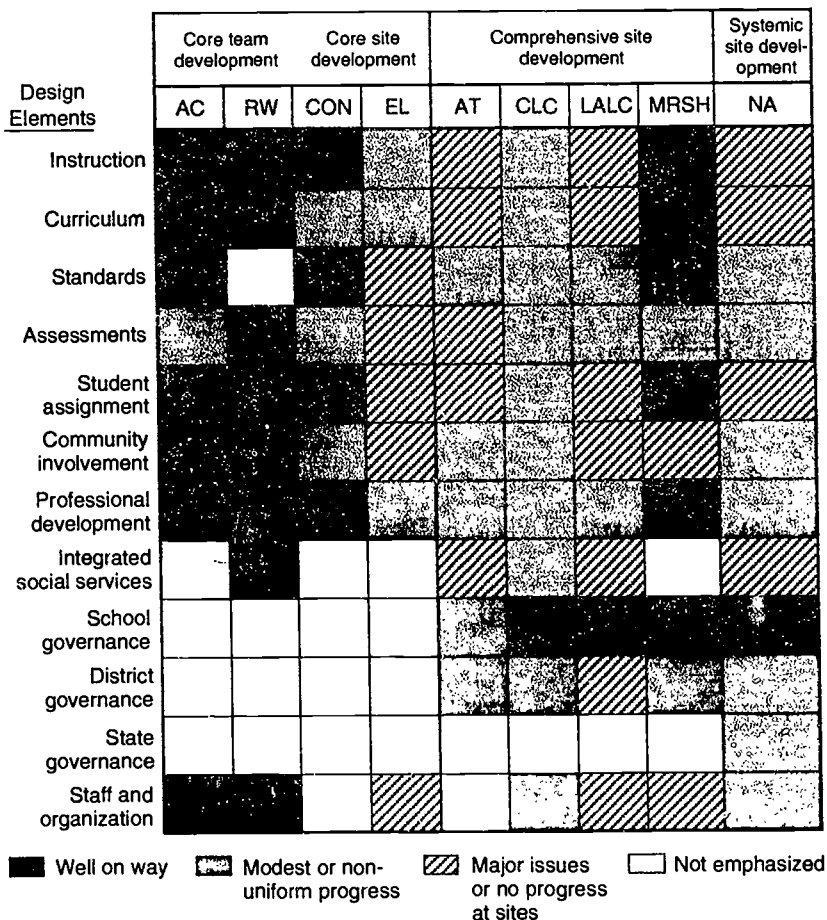 Core team
development
Core site
development
Comprehensive site
development
Systemic
site devel-
opment
Design
Elements
AC RW CON EL AT CLC LALC MRSH NA
Instruction
Curriculum
Standards
Assessments
Student
assignment
Community
involvement
Professional
development
Integrated
social services
School
governance
District
governance
State
governance
Staff and
organization
Well on way
Modest or non-
uniform progress
Major issues
or no progress
at sites
Not emphasized